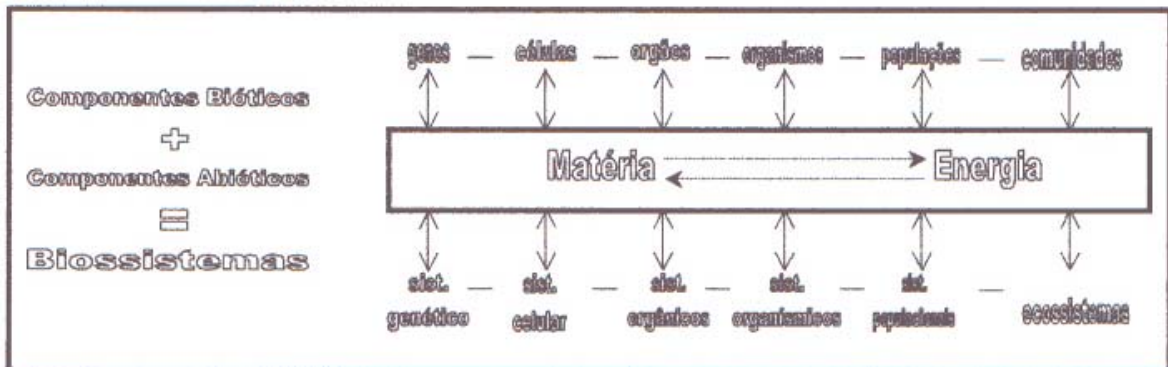 genes — células — orgões — organismos — populações — comunidades
Componentes Bióticos
+
Componentes Abióticos
=
Biossistemas
Matéria Energia
sist. genético — sist. celular — sist. orgânicos — sist. organísmicos — sist. populacionais — ecossistemas